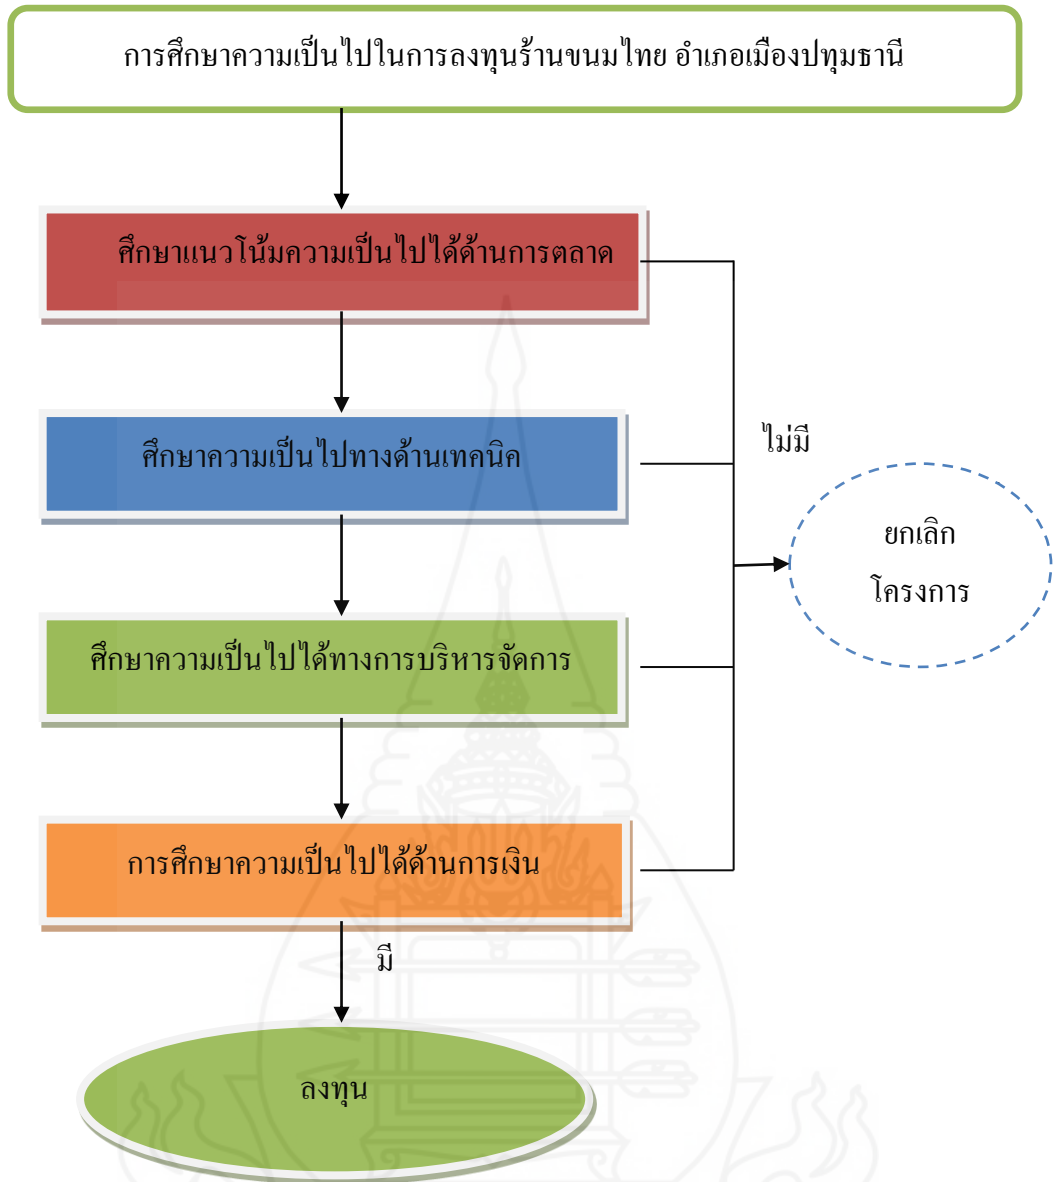 การศึกษาความเป็นไปในการลงทุนร้านขนมไทย อำเภอเมืองปทุมธานี
ศึกษาแนวโน้มความเป็นไปได้ด้านการตลาด
ไม่มี
ศึกษาความเป็นไปทางด้านเทคนิค
ยกเลิก
โครงการ
ศึกษาความเป็นไปได้ทางการบริหารจัดการ
การศึกษาความเป็นไปได้ด้านการเงิน
มี
ลงทุน